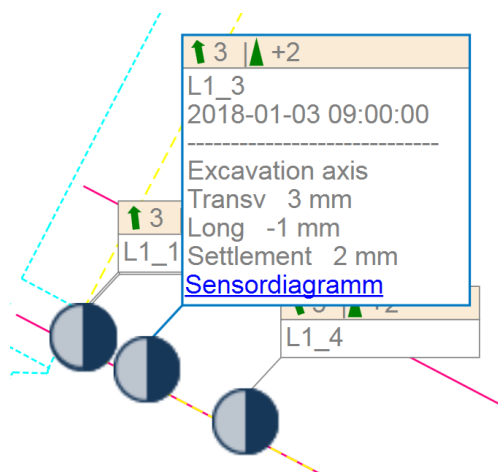 3 | +2
L1_3
2018-01-03 09:00:00
-----------------------------
Excavation axis
Transv 3 mm
Long -1 mm
Settlement 2 mm
Sensordiagramm
3
L1_1
+2
L1_4